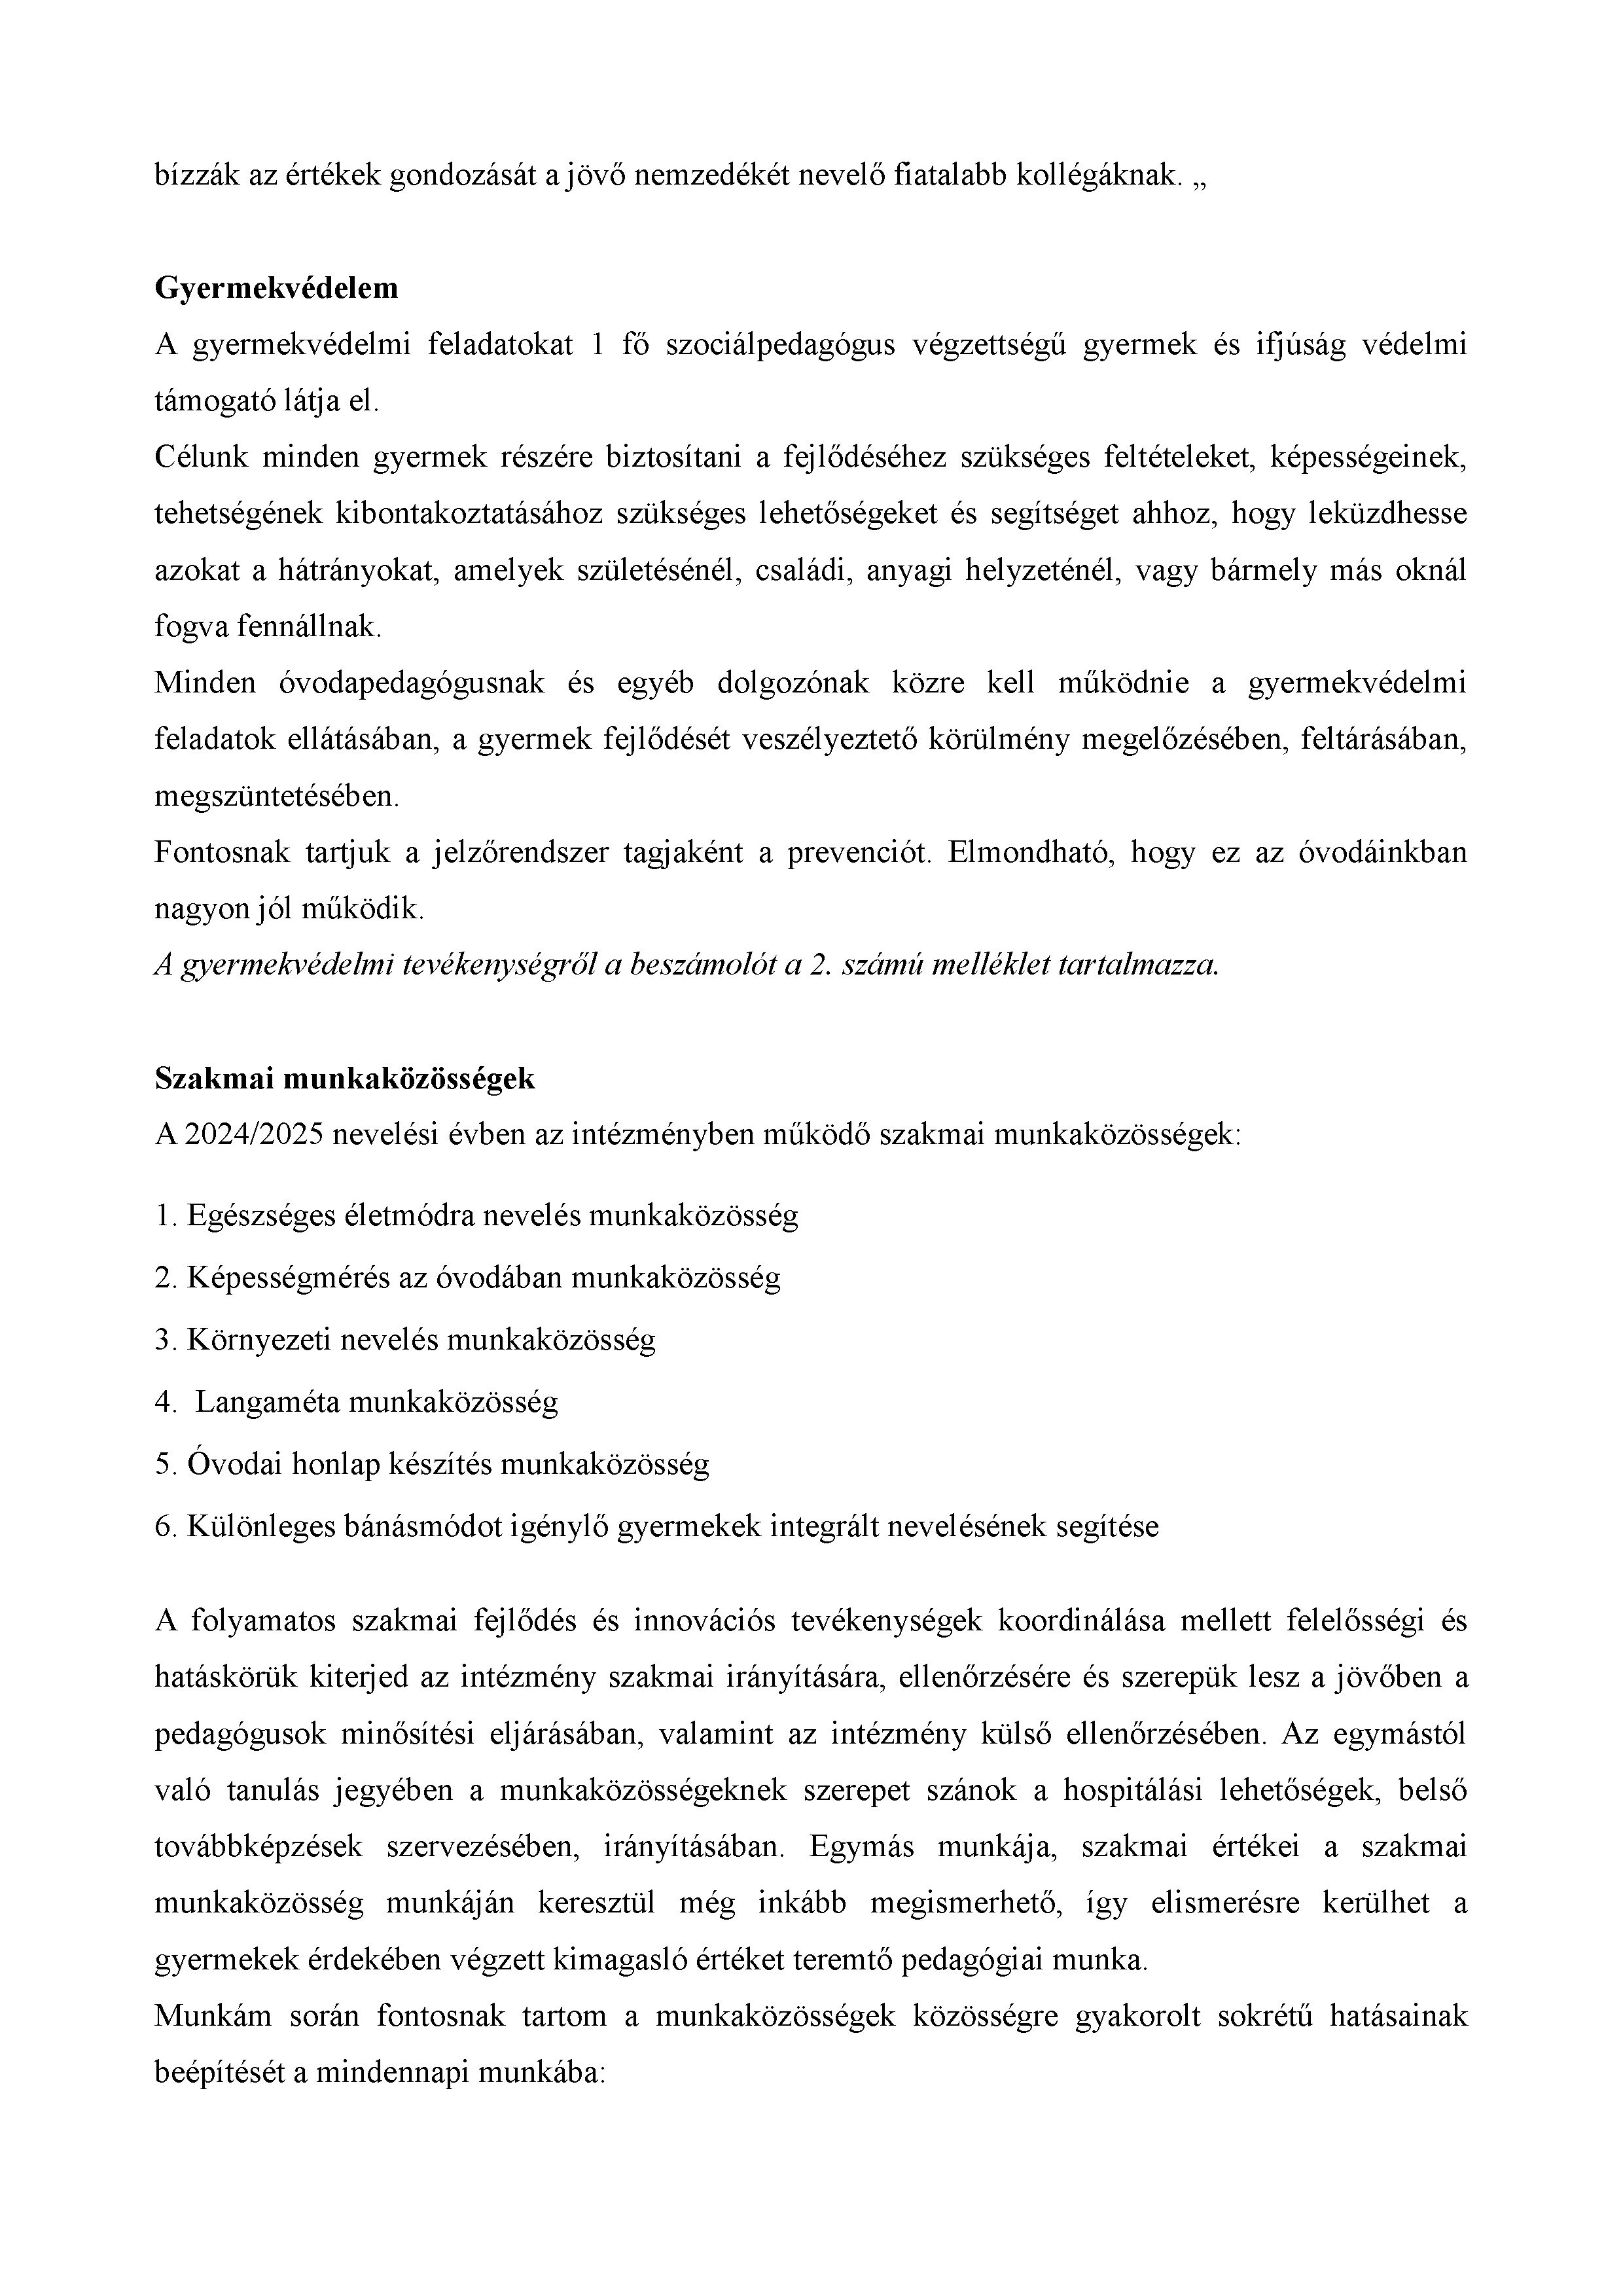 bízzák az értékek gondozását a jövő nemzedékét nevelő fiatalabb kollégáknak. „
Gyermekvédelem
A gyermekvédelmi feladatokat 1 fő szociálpedagógus végzettségű gyermek és ifjúság védelmi
támogató látja el.
Célunk minden gyermek részére biztosítani a fejlődéséhez szükséges feltételeket, képességeinek,
tehetségének kibontakoztatásához szükséges lehetőségeket és segítséget ahhoz, hogy leküzdhesse
azokat a hátrányokat, amelyek születésénél, családi, anyagi helyzeténél, vagy bármely más oknál
fogva fennállnak.
Minden óvodapedagógusnak és egyéb dolgozónak közre kell működnie a gyermekvédelmi
feladatok ellátásában, a gyermek fejlődését veszélyeztető körülmény megelőzésében, feltárásában,
megszüntetésében.
Fontosnak tartjuk a jelzőrendszer tagjaként a prevenciót. Elmondható, hogy ez az óvodáinkban
nagyon jól működik.
A gyermekvédelmi tevékenységről a beszámolót a 2. számú melléklet tartalmazza.
Szakmai munkaközösségek
A 2024/2025 nevelési évben az intézményben működő szakmai munkaközösségek:
1. Egészséges életmódra nevelés munkaközösség
2. Képességmérés az óvodában munkaközösség
3. Környezeti nevelés munkaközösség
4. Langaméta munkaközösség
5. Óvodai honlap készítés munkaközösség
6. Különleges bánásmódot igénylő gyermekek integrált nevelésének segítése
A folyamatos szakmai fejlődés és innovációs tevékenységek koordinálása mellett felelősségi és
hatáskörük kiterjed az intézmény szakmai irányítására, ellenőrzésére és szerepük lesz a jövőben a
pedagógusok minősítési eljárásában, valamint az intézmény külső ellenőrzésében. Az egymástól
való tanulás jegyében a munkaközösségeknek szerepet szánok a hospitálási lehetőségek, belső
továbbképzések szervezésében, irányításában. Egymás munkája, szakmai értékei a szakmai
munkaközösség munkáján keresztül még inkább megismerhető, így elismerésre kerülhet a
gyermekek érdekében végzett kimagasló értéket teremtő pedagógiai munka.
Munkám során fontosnak tartom a munkaközösségek közösségre gyakorolt sokrétű hatásainak
beépítését a mindennapi munkába: